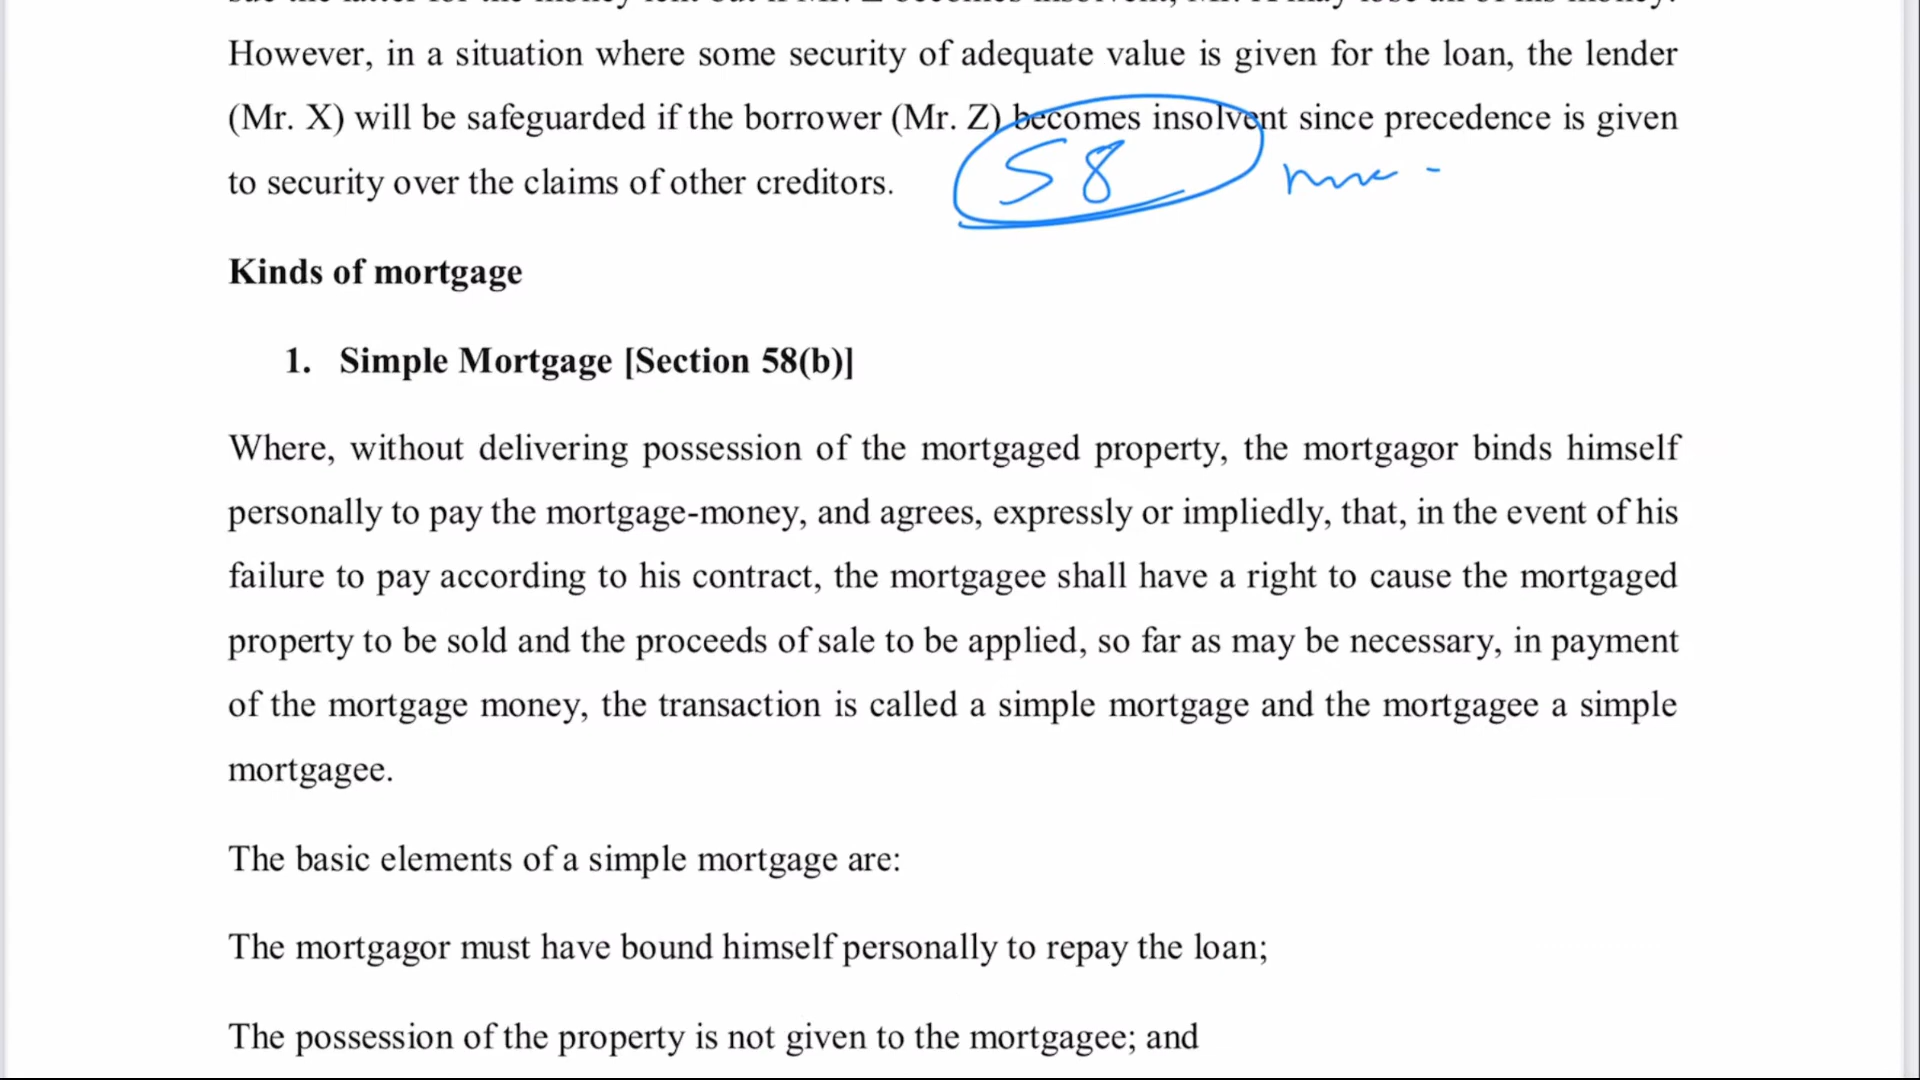 However, in a situation where some security of adequate value is given for the loan, the lender
(Mr. X) will be safeguarded if the borrower (Mr. Z) becomes insolvent since precedence is given
to security over the claims of other creditors.
58
Kinds of mortgage
1. Simple Mortgage [Section 58(b)]
Where, without delivering possession of the mortgaged property, the mortgagor binds himself
personally to pay the mortgage-money, and agrees, expressly or impliedly, that, in the event of his
failure to pay according to his contract, the mortgagee shall have a right to cause the mortgaged
property to be sold and the proceeds of sale to be applied, so far as may be necessary, in payment
of the mortgage money, the transaction is called a simple mortgage and the mortgagee a simple
mortgagee.
The basic elements of a simple mortgage are:
The mortgagor must have bound himself personally to repay the loan;
The possession of the property is not given to the mortgagee; and